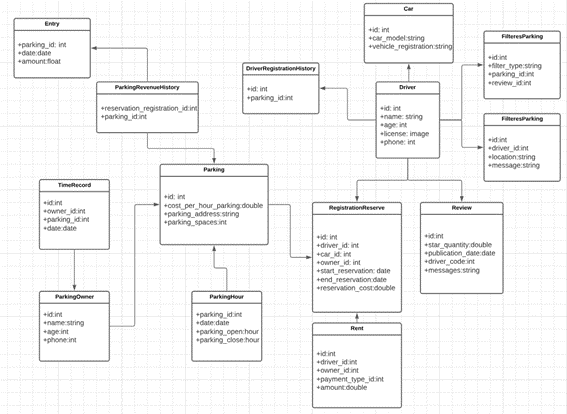 Entry
+parking_id: int
+date:date
+amount:float
ParkingRevenueHistory
+reservation_registration_id:int
+parking_id:int
DriverRegistrationHistory
+id: int
+parking_id:int
Car
+id: int
+car_model:string
+vehicle_registration:string
FilteresParking
+id:int
+filter_type:string
+parking_id:int
+review_id:int
Driver
+id: int
+name: string
+age: int
+license: image
+phone: int
FilteresParking
+id:int
+driver_id:int
+location:string
+message:string
TimeRecord
+id:int
+owner_id:int
+parking_id:int
+date:date
Parking
+id: int
+cost_per_hour_parking:double
+parking_address:string
+parking_spaces:int
RegistrationReserve
+id: int
+driver_id: int
+car_id: int
+owner_id: int
+start_reservation: date
+end_reservation:date
+reservation_cost:double
Review
+id: int
+star_quantity:double
+publication_date:date
+driver_code:int
+messages:string
ParkingOwner
+id:int
+name:string
+age:int
+phone:int
ParkingHour
+parking_id:int
+date:date
+parking_open:hour
+parking_close:hour
Rent
+id:int
+driver_id:int
+owner_id:int
+payment_type_id:int
+amount:double